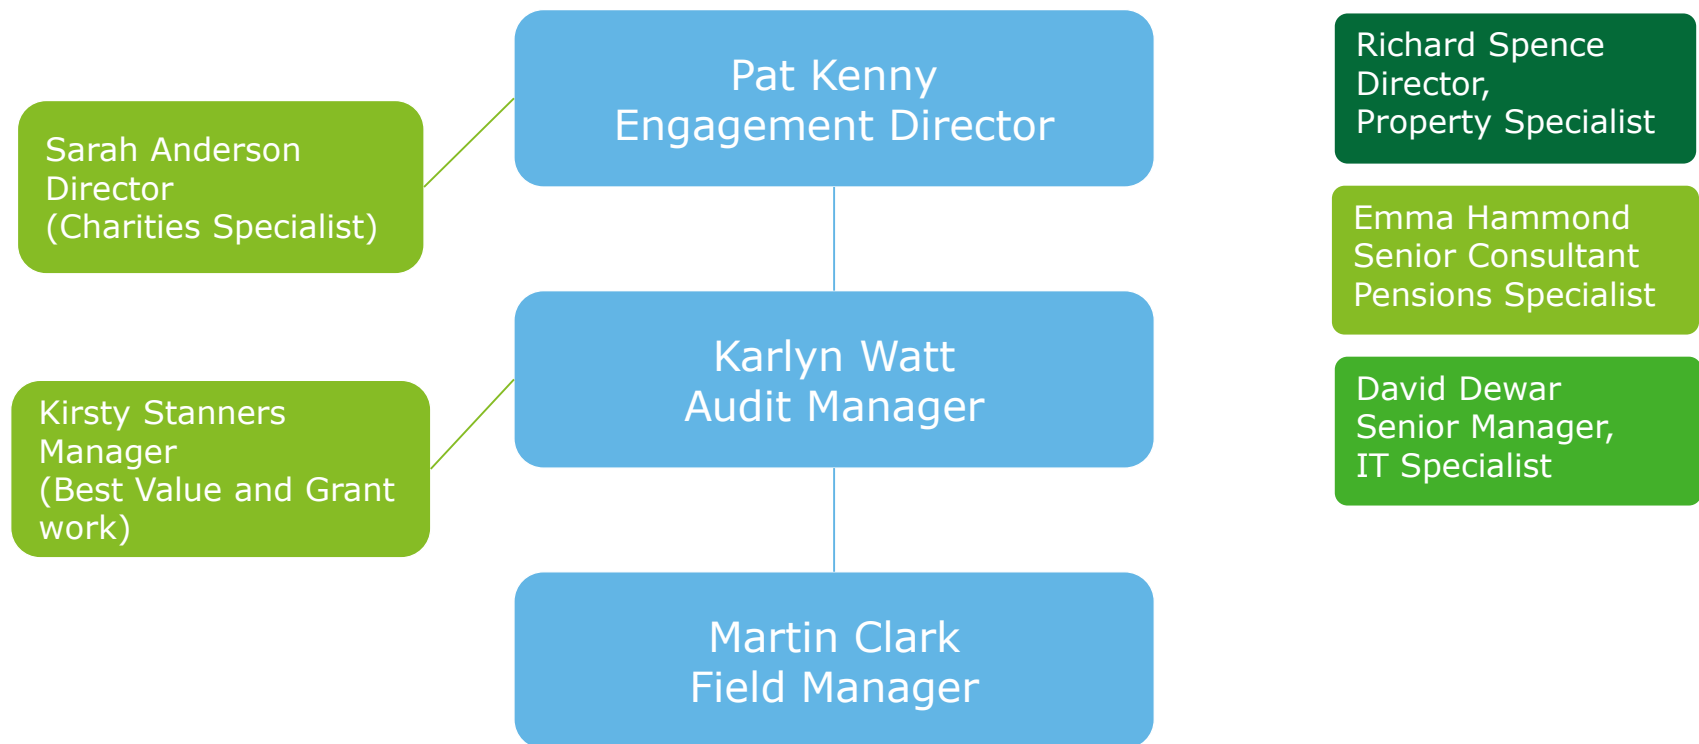 Pat Kenny
Engagement Director
Sarah Anderson
Director
(Charities Specialist)
Karlyn Watt
Audit Manager
Kirsty Stanners
Manager
(Best Value and Grant
work)
Martin Clark
Field Manager
Richard Spence
Director,
Property Specialist
Emma Hammond
Senior Consultant
Pensions Specialist
David Dewar
Senior Manager,
IT Specialist